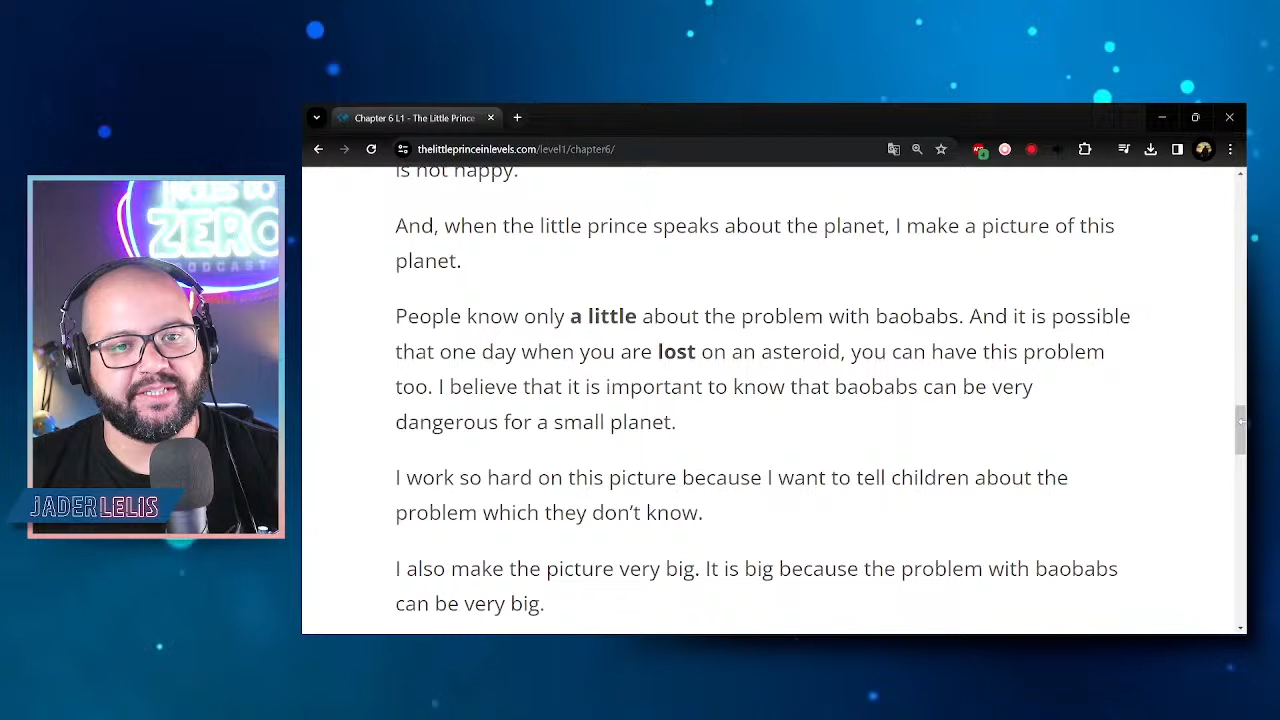 Chapter 6 L1 - The Little Prince
thelittleprinceinlevels.com/level1/chapter6/
is not happy.
And, when the little prince speaks about the planet, I make a picture of this
planet.
People know only a little about the problem with baobabs. And it is possible
that one day when you are lost on an asteroid, you can have this problem
too. I believe that it is important to know that baobabs can be very
dangerous for a small planet.
I work so hard on this picture because I want to tell children about the
problem which they don't know.
I also make the picture very big. It is big because the problem with baobabs
can be very big.
ZERO
PODCAST
JADERLELIS